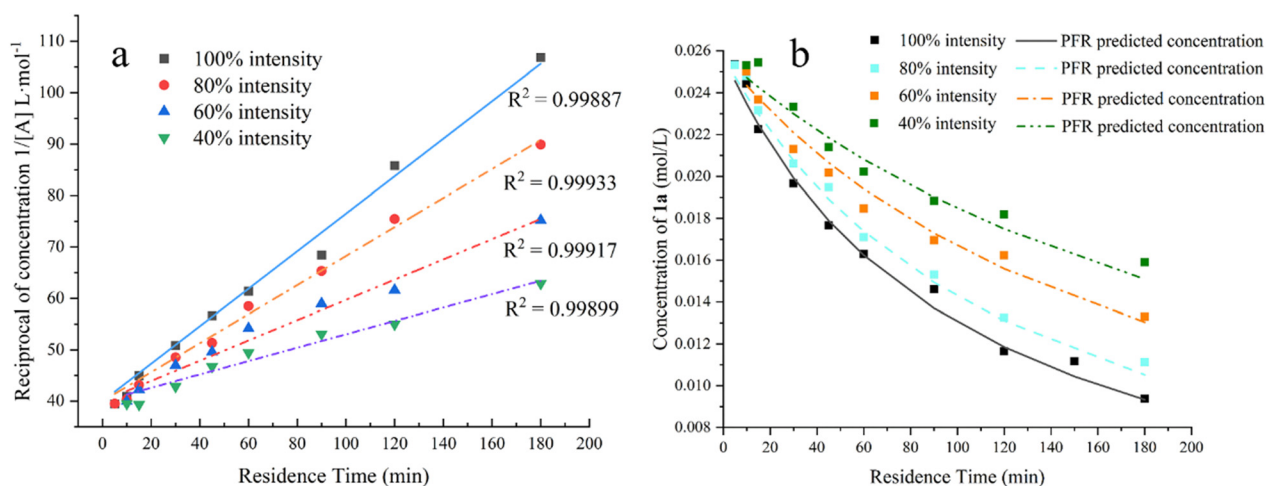 a
100% intensity
80% intensity
60% intensity
40% intensity
R² = 0.99887
R² = 0.99933
R² = 0.99917
R² = 0.99899
Reciprocal of concentration 1/[A] L·mol⁻¹
110
100
90
80
70
60
50
40
0 20 40 60 80 100 120 140 160 180 200
Residence Time (min)
b
100% intensity PFR predicted concentration
80% intensity PFR predicted concentration
60% intensity PFR predicted concentration
40% intensity PFR predicted concentration
Concentration of 1a (mol/L)
0.026
0.024
0.022
0.020
0.018
0.016
0.014
0.012
0.010
0.008
0 20 40 60 80 100 120 140 160 180 200
Residence Time (min)